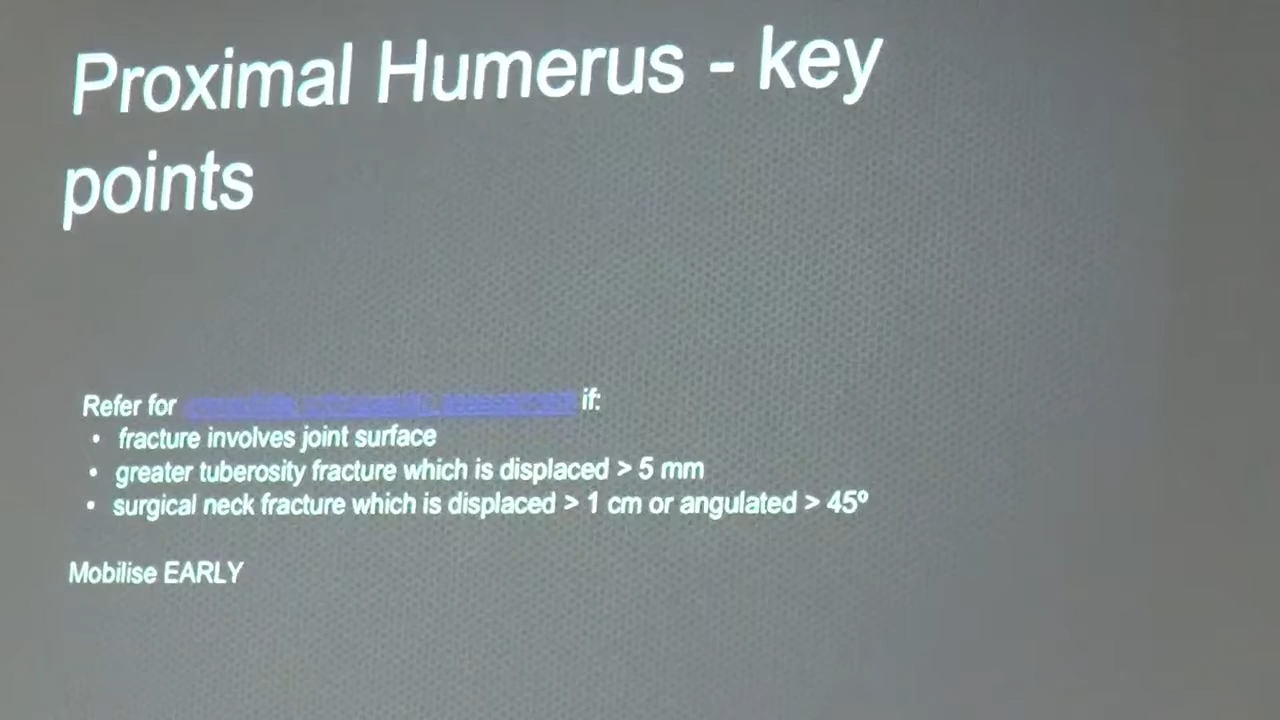 Proximal Humerus - key
points
Refer for if:
• fracture involves joint surface
• greater tuberosity fracture which is displaced > 5 mm
• surgical neck fracture which is displaced > 1 cm or angulated > 45º
Mobilise EARLY